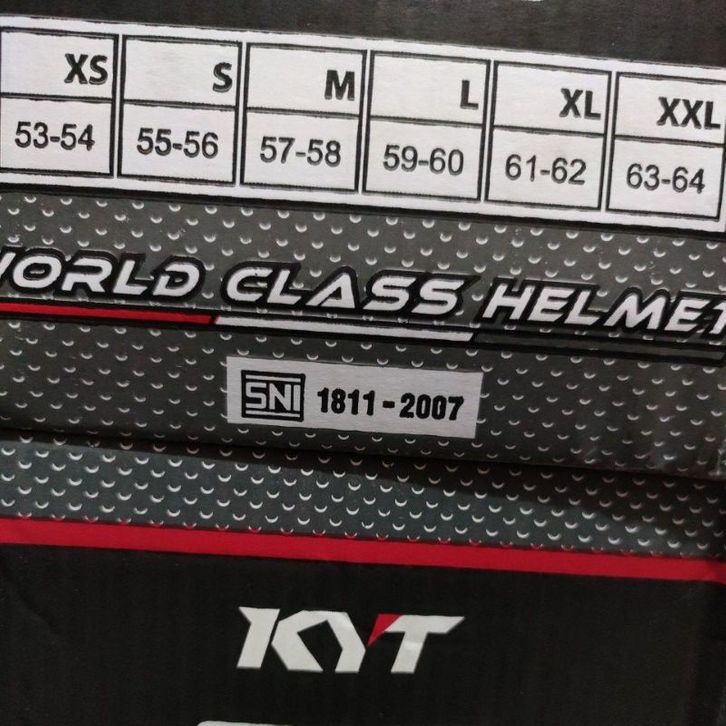 XS S M L XL XXL
53-54 55-56 57-58 59-60 61-62 63-64
WORLD CLASS HELMET
SNI 1811-2007
KYT